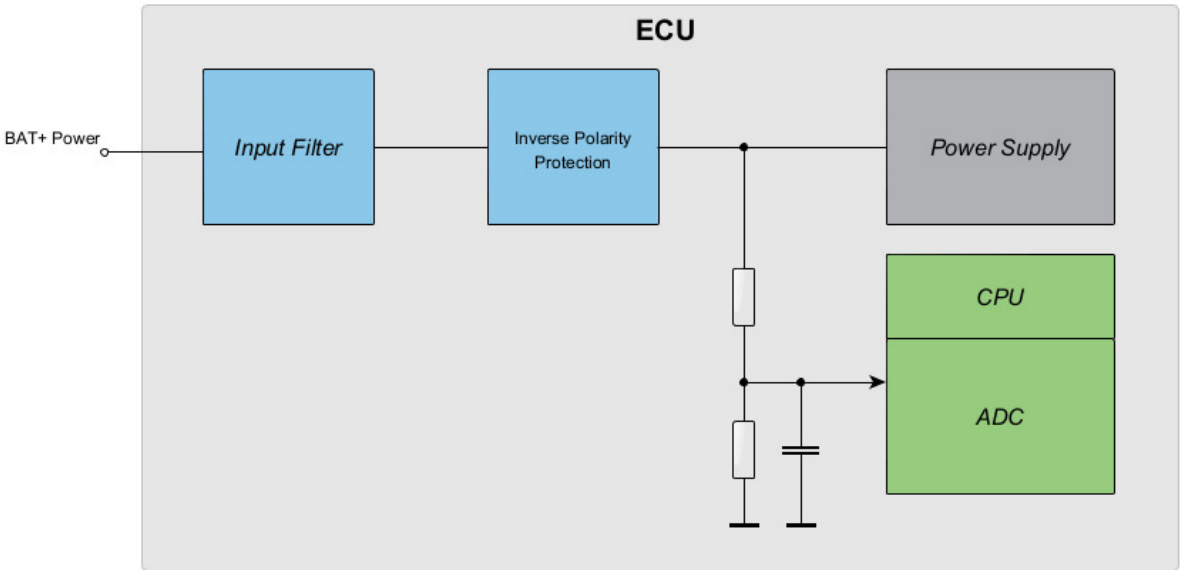 ECU
BAT+ Power
Input Filter
Inverse Polarity
Protection
Power Supply
CPU
ADC